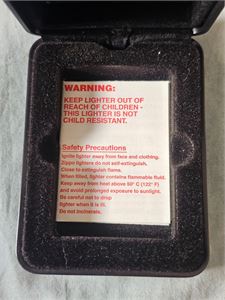 WARNING:
KEEP LIGHTER OUT OF
REACH OF CHILDREN -
THIS LIGHTER IS NOT
CHILD RESISTANT.
Safety Precautions
Ignite lighter away from face and clothing.
Zippo lighters do not self-extinguish.
Close to extinguish flames.
When filled, lighter contains flammable fluid.
Keep away from heat above 50° C (122° F)
and avoid prolonged exposure to sunlight.
Be careful not to drop
lighter when it is lit.
Do not incinerate.